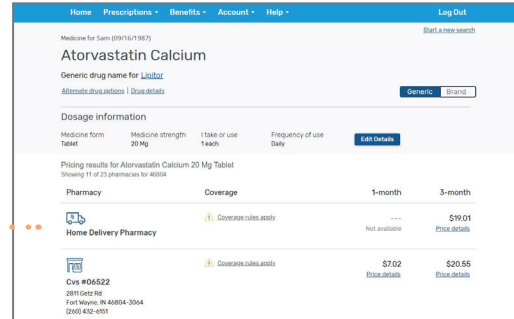 Home Prescriptions Benefits Account Help Log Out
Start a new search
Medicine for Sam (09/16/1987)
Atorvastatin Calcium
Generic drug name for Lipitor
Alternate drug options | Drug details
Generic Brand
Dosage information
Medicine form Medicine strength I take or use Frequency of use
Tablet 20 Mg 1 each Daily
Edit Details
Pricing results for Atorvastatin Calcium 20 Mg Tablet
Showing 11 of 23 pharmacies for 46804
Pharmacy Coverage 1-month 3-month
Coverage rules apply --- $19.01
Home Delivery Pharmacy Not available Price details
Coverage rules apply $7.02 $20.55
Price details Price details
Cvs #06522
2811 Getz Rd
Fort Wayne, IN 46804-3064
(260) 432-6151